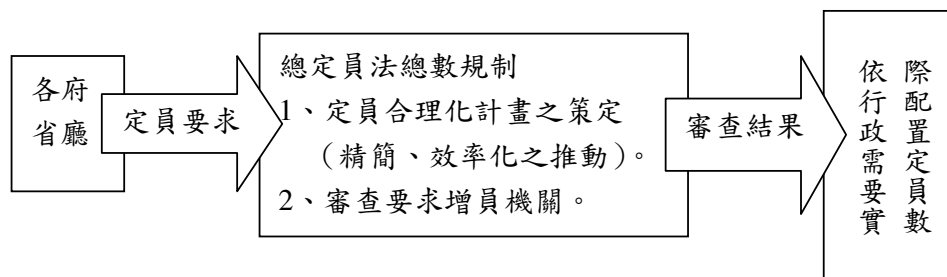 各府
省廳
定員要求
總定員法總數規制
1、定員合理化計畫之策定
（精簡、效率化之推動）。
2、審查要求增員機關。
審查結果
依行政需要實
際配置定員數